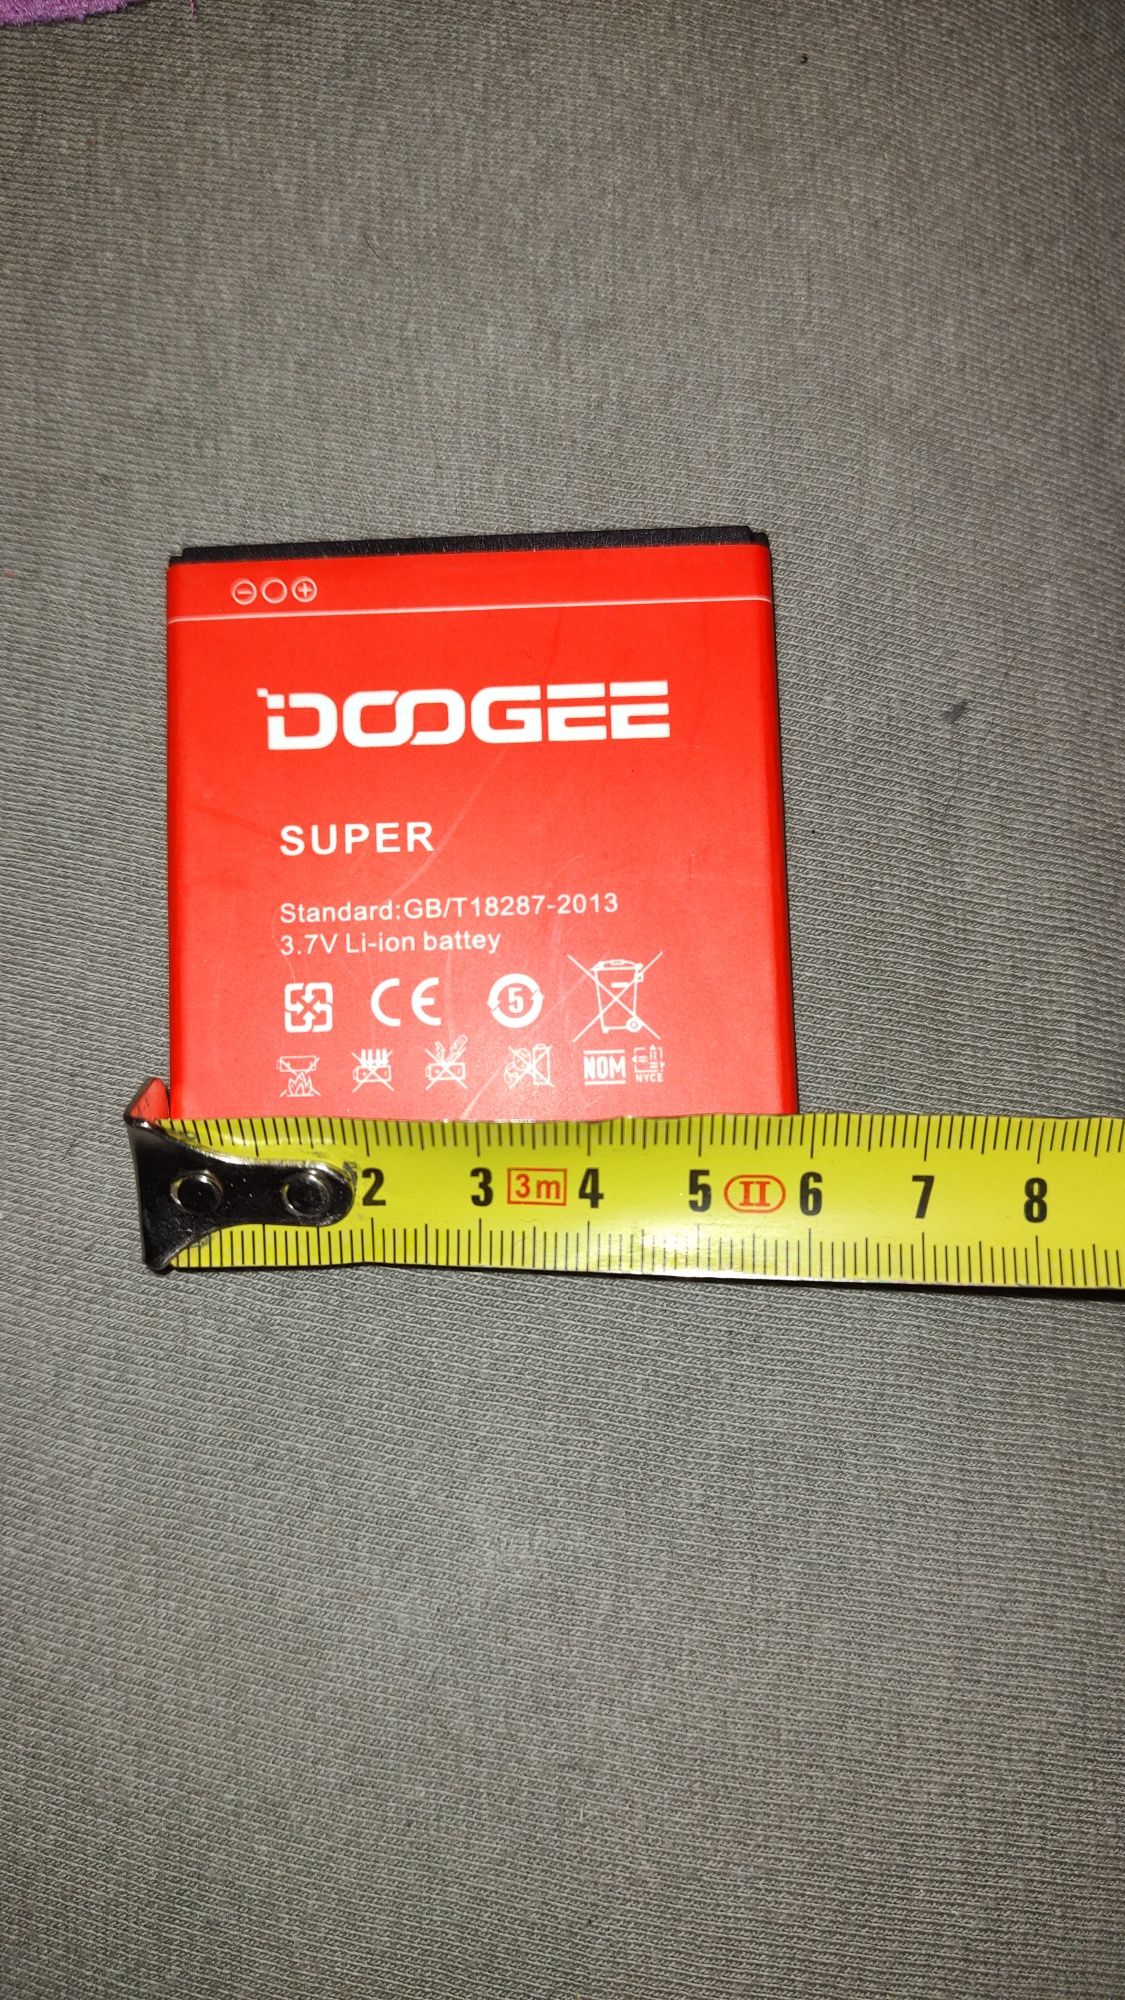 DOOGEE
SUPER
Standard:GB/T18287-2013
3.7V Li-ion battey
CE 5
NOM NYCE
2 3 3m 4 5 II 6 7 8